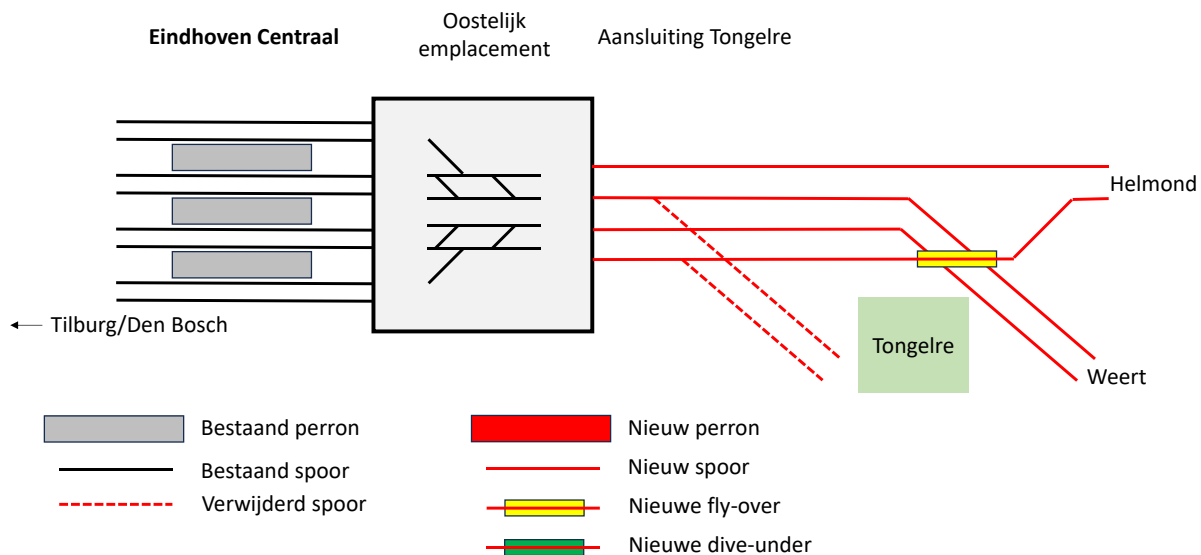 Eindhoven Centraal
Oostelijk
emplacement
Aansluiting Tongelre
Helmond
Tilburg/Den Bosch
Tongelre
Weert
Bestaand perron
Nieuw perron
Bestaand spoor
Nieuw spoor
Verwijderd spoor
Nieuwe fly-over
Nieuwe dive-under